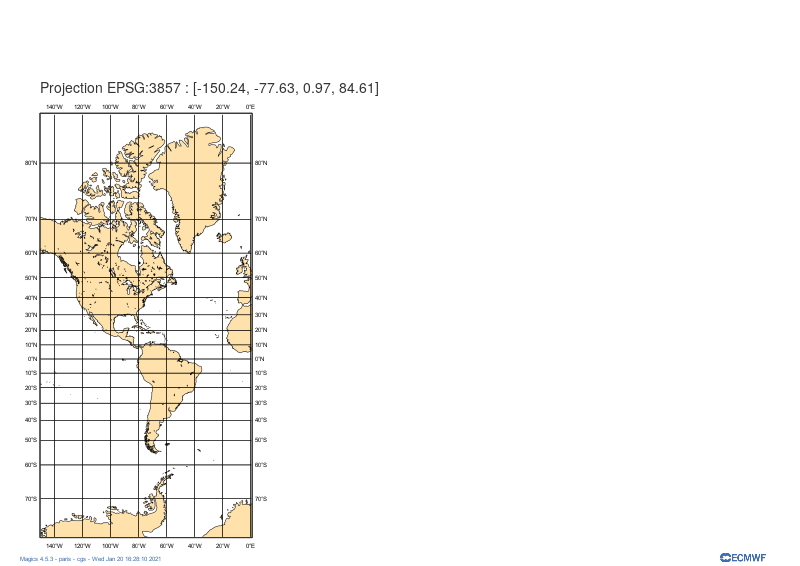 Projection EPSG:3857 : [-150.24, -77.63, 0.97, 84.61]
140°W 120°W 100°W 80°W 60°W 40°W 20°W 0°E
80°N 80°N
70°N 70°N
60°N 60°N
50°N 50°N
40°N 40°N
30°N 30°N
20°N 20°N
10°N 10°N
0°N 0°N
10°S 10°S
20°S 20°S
30°S 30°S
40°S 40°S
50°S 50°S
60°S 60°S
70°S 70°S
140°W 120°W 100°W 80°W 60°W 40°W 20°W 0°E
Magics 4.5.3 - paris - cgs - Wed Jan 20 16:28:10 2021
ECMWF